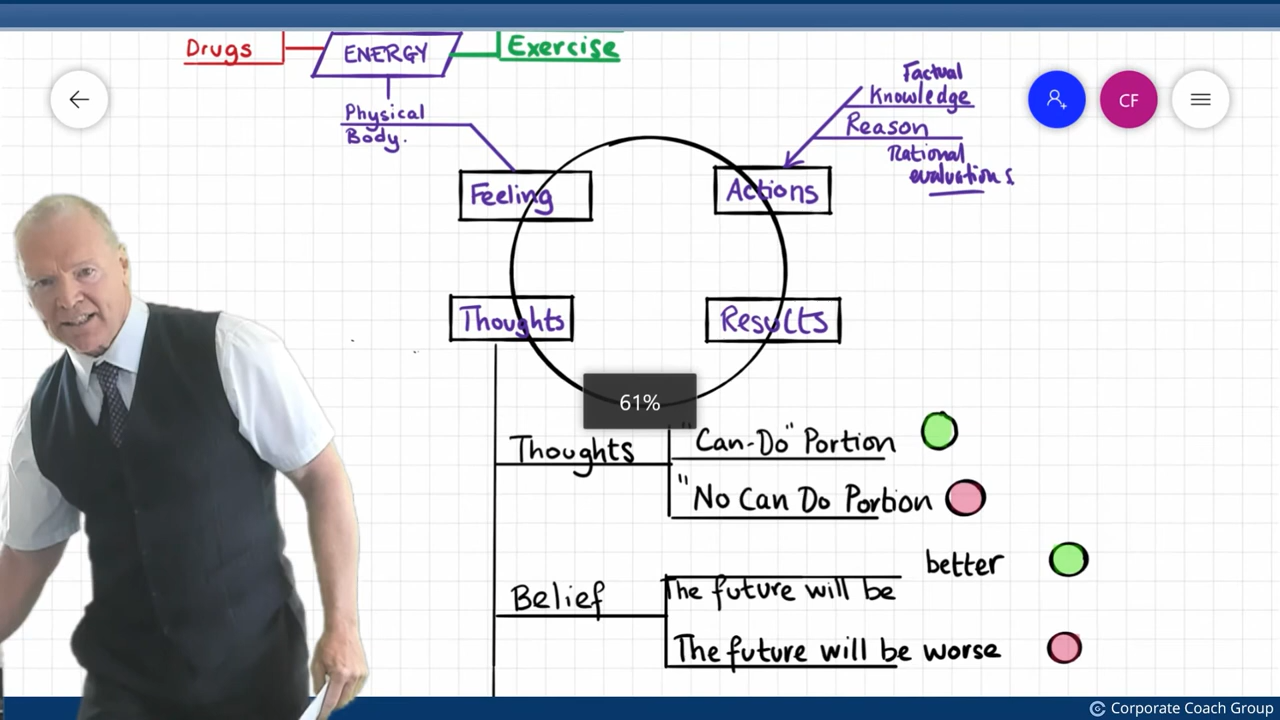 Drugs
ENERGY
Exercise
Physical
Body.
Factual
Knowledge
Reason
Rational
evaluations
CF
Feeling
Actions
Thoughts
Results
61%
Thoughts
"Can-Do" Portion
"No Can Do Portion
Belief
The future will be
better
The future will be worse
Corporate Coach Group